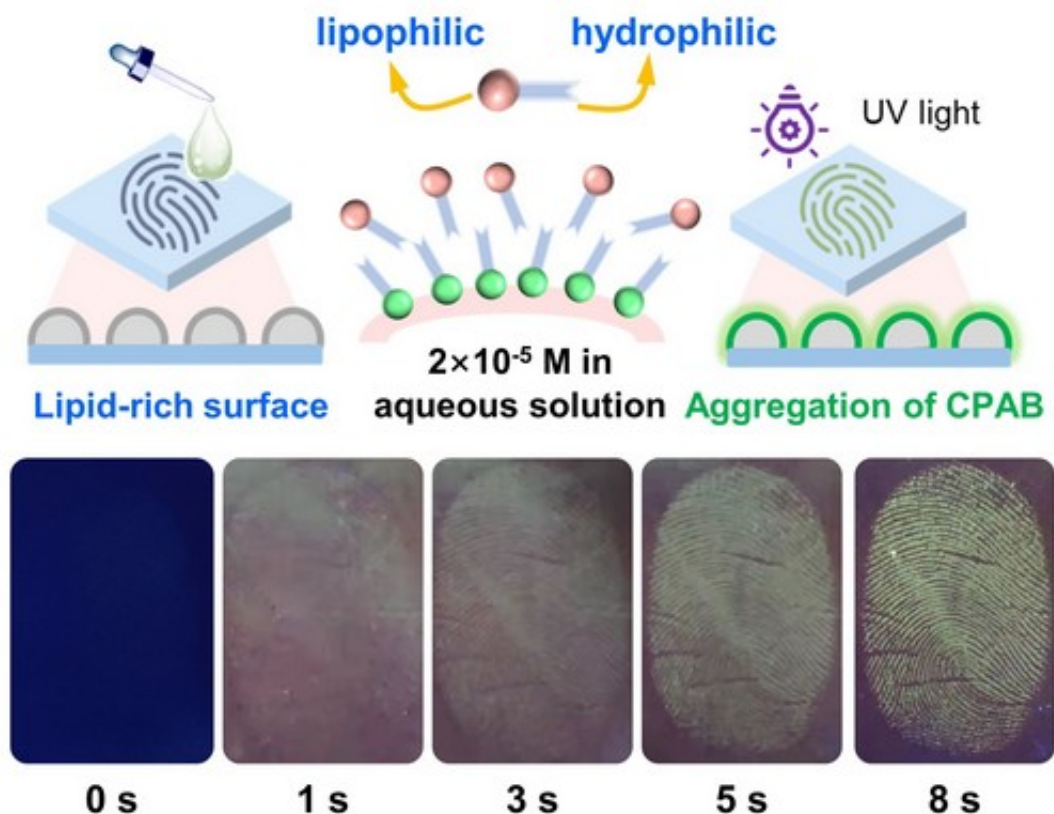 lipophilic hydrophilic
UV light
2×10⁻⁵ M in
aqueous solution
Lipid-rich surface
Aggregation of CPAB
0 s 1 s 3 s 5 s 8 s